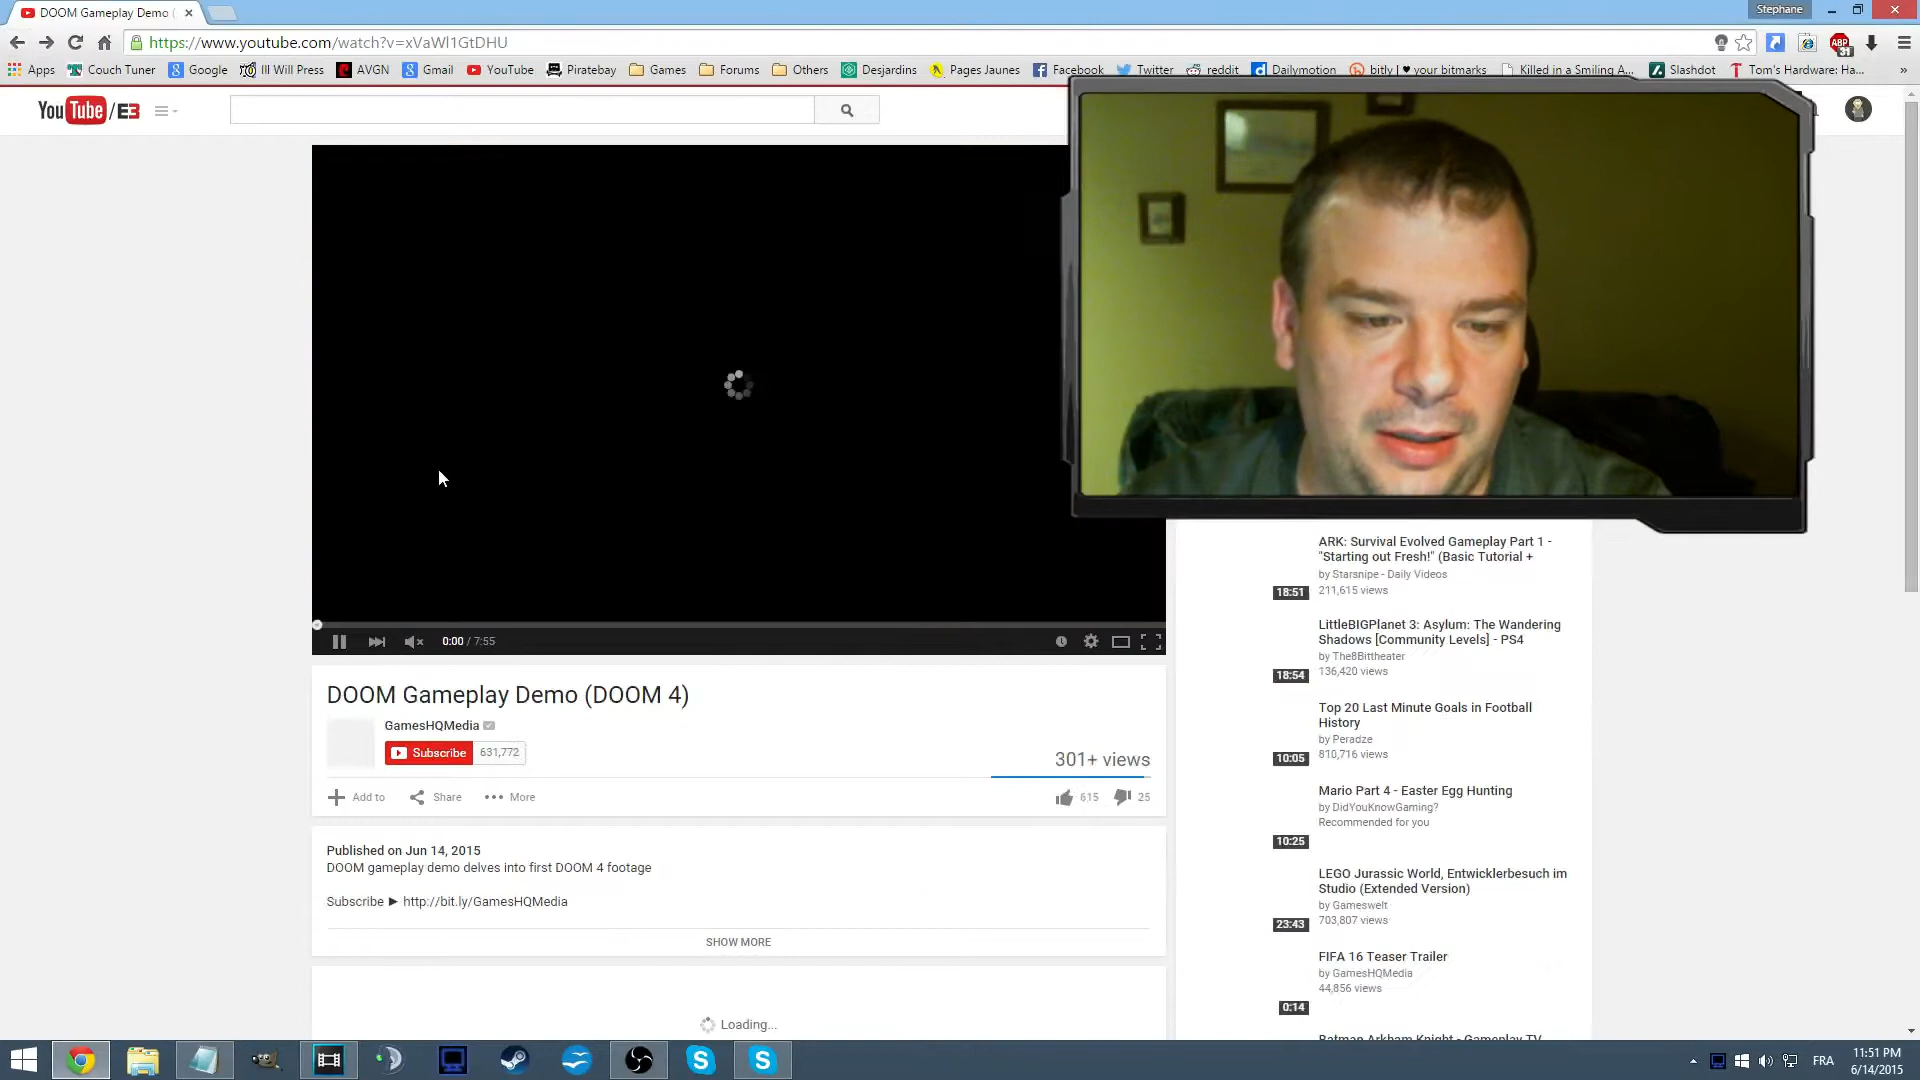 DOOM Gameplay Demo (
Stephane
https://www.youtube.com/watch?v=xVaWl1GtDHU
Apps Couch Tuner Google Ill Will Press AVGN Gmail YouTube Piratebay Games Forums Others Desjardins Pages Jaunes Facebook Twitter reddit Dailymotion bitly | ♥ your bitmarks Killed in a Smiling A... Slashdot Tom's Hardware: Ha... »
ABP
31
YouTube /E3
0:00 / 7:55
DOOM Gameplay Demo (DOOM 4)
GamesHQMedia
Subscribe 631,772
301+ views
Add to Share More
615 25
Published on Jun 14, 2015
DOOM gameplay demo delves into first DOOM 4 footage
Subscribe ► http://bit.ly/GamesHQMedia
SHOW MORE
Loading...
ARK: Survival Evolved Gameplay Part 1 -
"Starting out Fresh!" (Basic Tutorial +
by Starsnipe - Daily Videos
211,615 views
18:51
LittleBIGPlanet 3: Asylum: The Wandering
Shadows [Community Levels] - PS4
by The8Bittheater
136,420 views
18:54
Top 20 Last Minute Goals in Football
History
by Peradze
810,716 views
10:05
Mario Part 4 - Easter Egg Hunting
by DidYouKnowGaming?
Recommended for you
10:25
LEGO Jurassic World, Entwicklerbesuch im
Studio (Extended Version)
by Gameswelt
703,807 views
23:43
FIFA 16 Teaser Trailer
by GamesHQMedia
44,856 views
0:14
Batman Arkham Knight - Gameplay TV
FRA
11:51 PM
6/14/2015